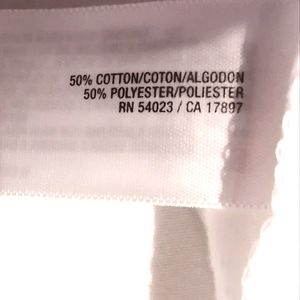 50% COTTON/COTON/ALGODON
50% POLYESTER/POLIESTER
RN 54023 / CA 17897